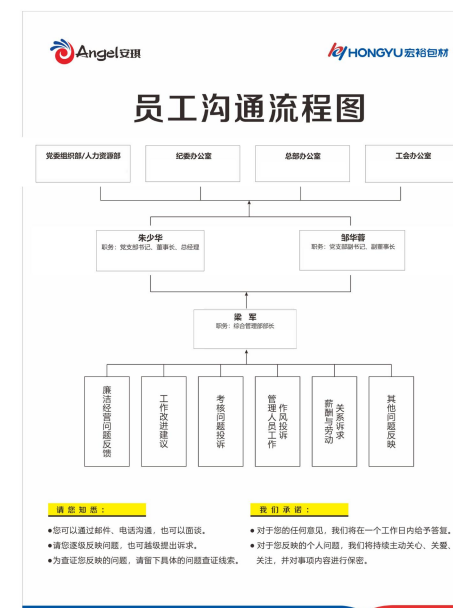 Angel安琪
HONGYU宏裕包材
员工沟通流程图
党委组织部/人力资源部
纪委办公室
总部办公室
工会办公室
朱少华
职务：党支部书记、董事长、总经理
邹华蓉
职务：党支部副书记、副董事长
梁 军
职务：综合管理部部长
廉洁经营问题反馈
工作改进建议
考核问题投诉
管理人员工作
作风投诉
薪酬与劳动
关系诉求
其他问题反映
请您知悉：
●您可以通过邮件、电话沟通，也可以面谈。
●请您逐级反映问题，也可越级提出诉求。
●为查证您反映的问题，请留下具体的问题查证线索。
我们承诺：
●对于您的任何意见，我们将在一个工作日内给予答复。
●对于您反映的个人问题，我们将持续主动关心、关爱、
关注，并对事项内容进行保密。